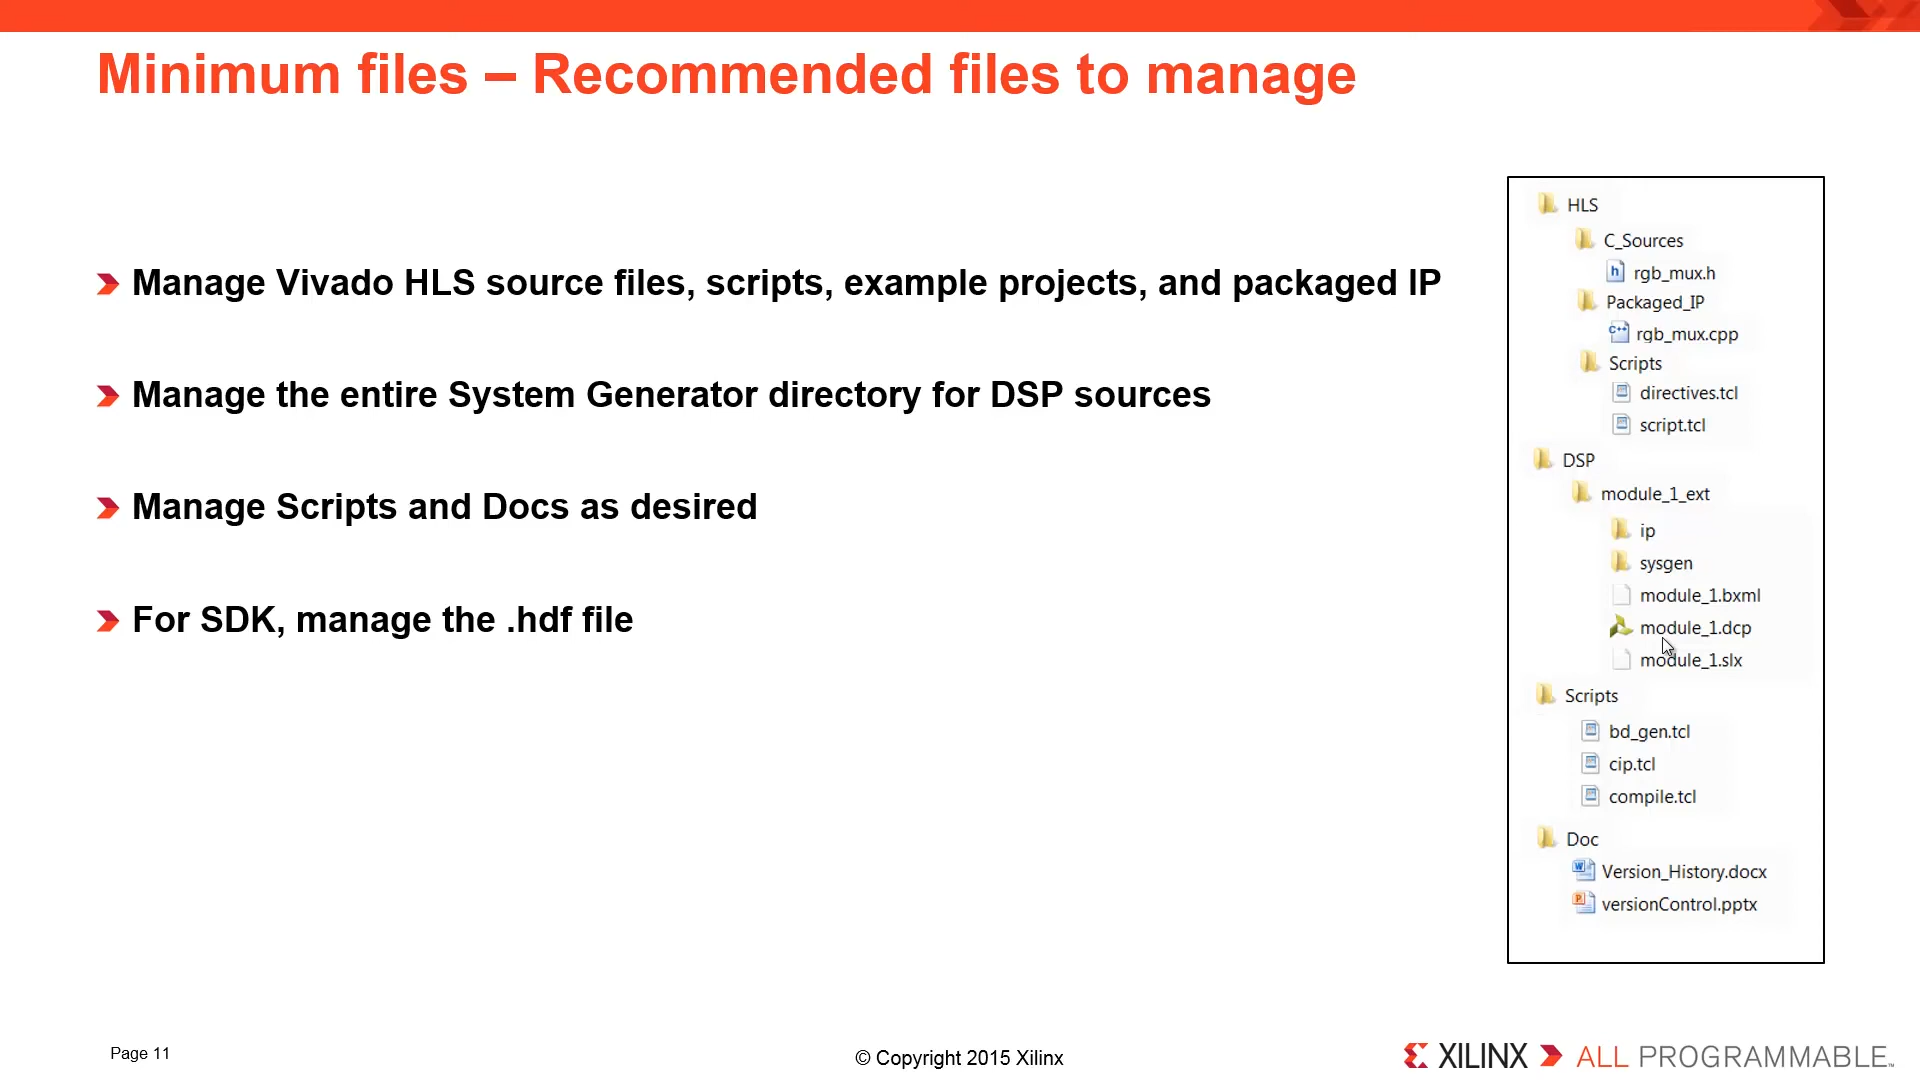 Minimum files – Recommended files to manage
Manage Vivado HLS source files, scripts, example projects, and packaged IP
Manage the entire System Generator directory for DSP sources
Manage Scripts and Docs as desired
For SDK, manage the .hdf file
HLS
C_Sources
rgb_mux.h
Packaged_IP
rgb_mux.cpp
Scripts
directives.tcl
script.tcl
DSP
module_1_ext
ip
sysgen
module_1.bxml
module_1.dcp
module_1.slx
Scripts
bd_gen.tcl
cip.tcl
compile.tcl
Doc
Version_History.docx
versionControl.pptx
Page 11
© Copyright 2015 Xilinx
XILINX ALL PROGRAMMABLE™